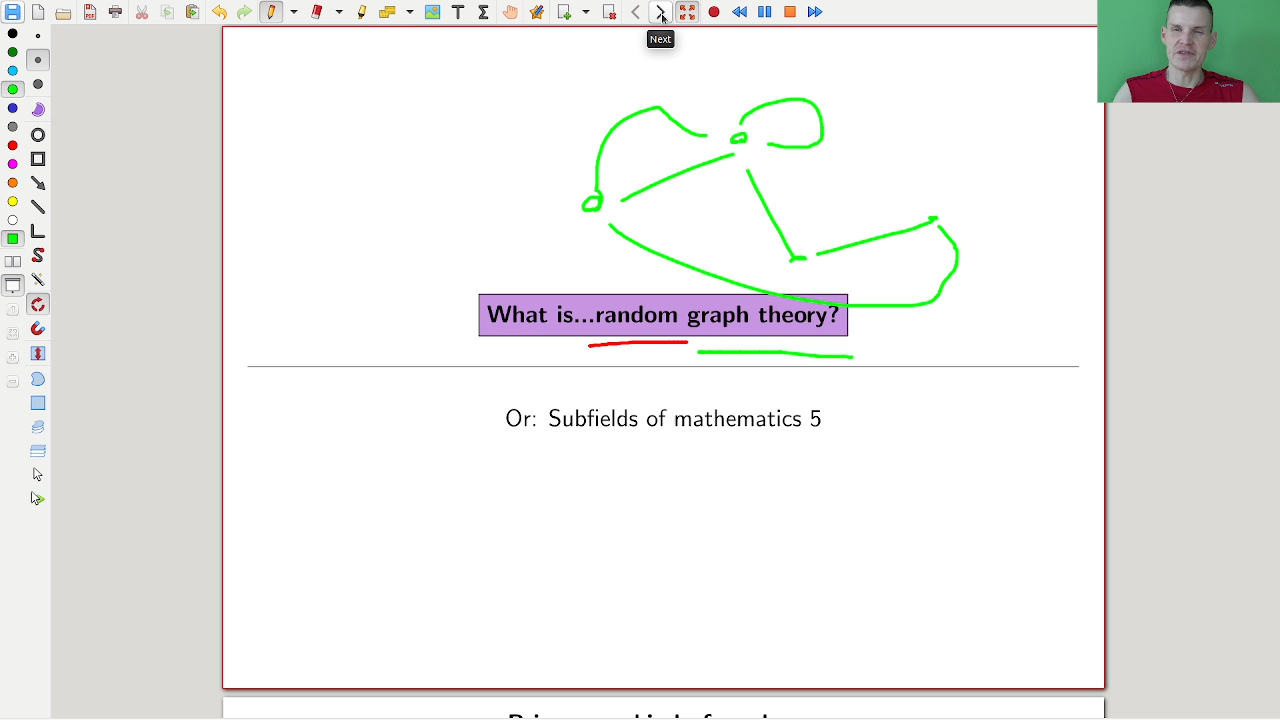 Next
What is...random graph theory?
Or: Subfields of mathematics 5